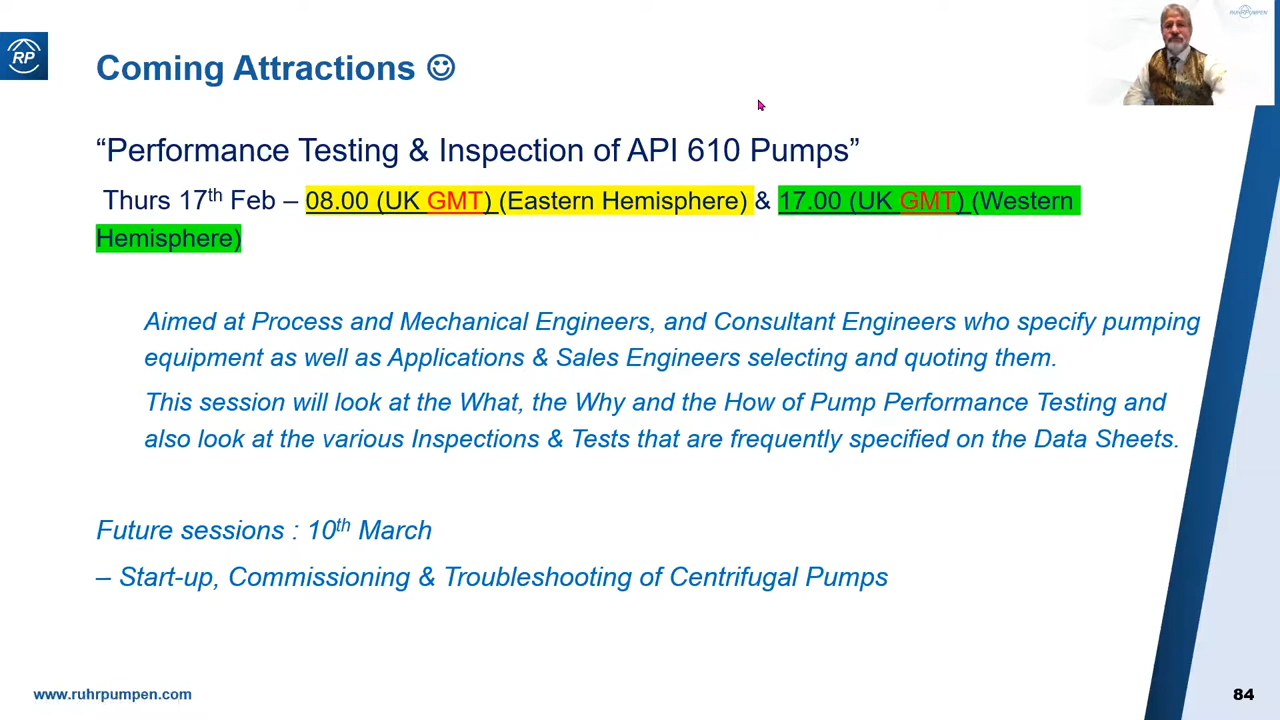 RP
Coming Attractions ☺
RUHRPUMPEN
“Performance Testing & Inspection of API 610 Pumps”
Thurs 17th Feb – 08.00 (UK GMT) (Eastern Hemisphere) & 17.00 (UK GMT) (Western
Hemisphere)
Aimed at Process and Mechanical Engineers, and Consultant Engineers who specify pumping
equipment as well as Applications & Sales Engineers selecting and quoting them.
This session will look at the What, the Why and the How of Pump Performance Testing and
also look at the various Inspections & Tests that are frequently specified on the Data Sheets.
Future sessions : 10th March
– Start-up, Commissioning & Troubleshooting of Centrifugal Pumps
www.ruhrpumpen.com
84